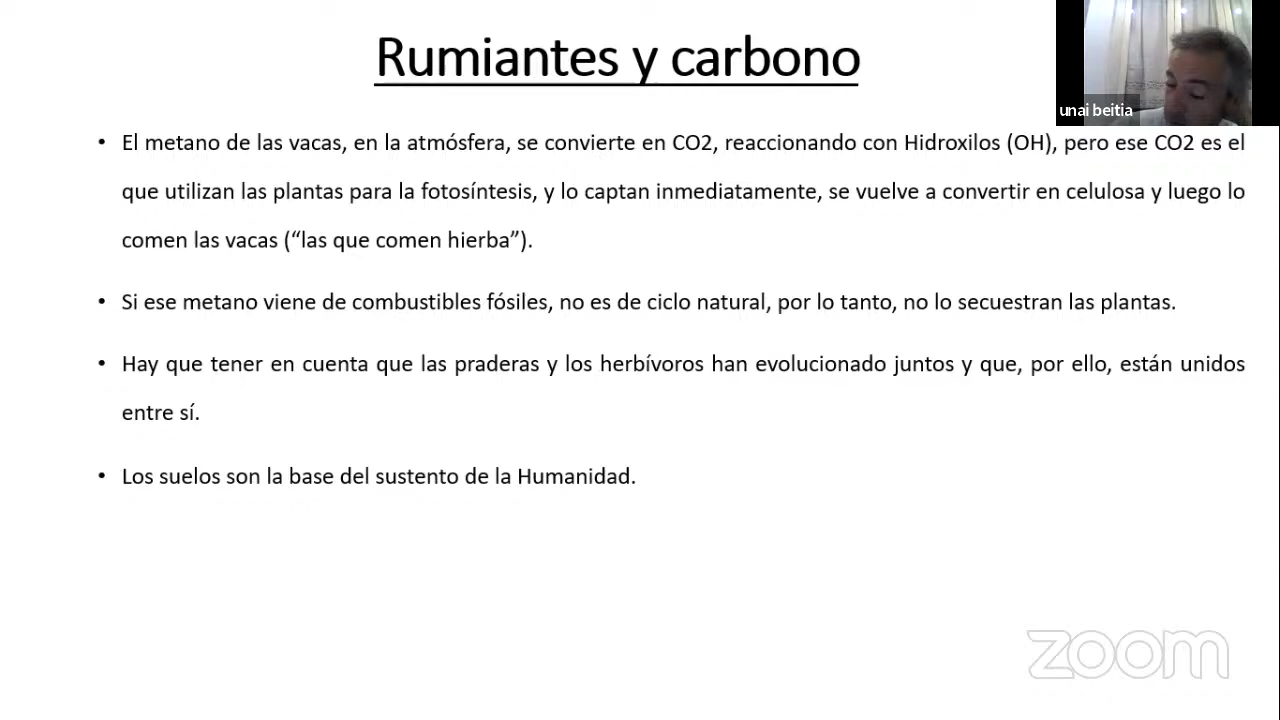 Rumiantes y carbono
unai beitia
• El metano de las vacas, en la atmósfera, se convierte en CO2, reaccionando con Hidroxilos (OH), pero ese CO2 es el
que utilizan las plantas para la fotosíntesis, y lo captan inmediatamente, se vuelve a convertir en celulosa y luego lo
comen las vacas (“las que comen hierba”).
• Si ese metano viene de combustibles fósiles, no es de ciclo natural, por lo tanto, no lo secuestran las plantas.
• Hay que tener en cuenta que las praderas y los herbívoros han evolucionado juntos y que, por ello, están unidos
entre sí.
• Los suelos son la base del sustento de la Humanidad.
zoom